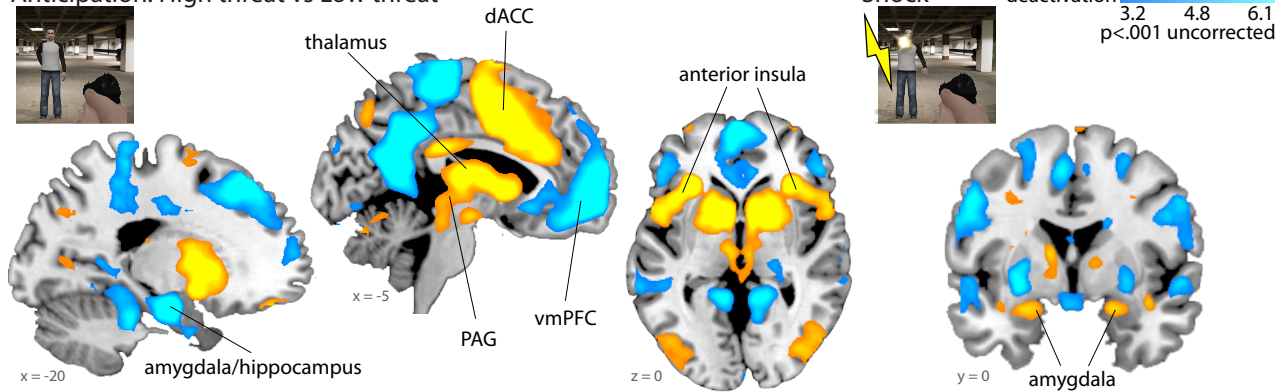 Anticipation: High threat vs Low threat
Shock
deactivation
3.2 4.8 6.1
p<.001 uncorrected
dACC
thalamus
anterior insula
x = -5
PAG
vmPFC
amygdala/hippocampus
x = -20
z = 0
y = 0
amygdala